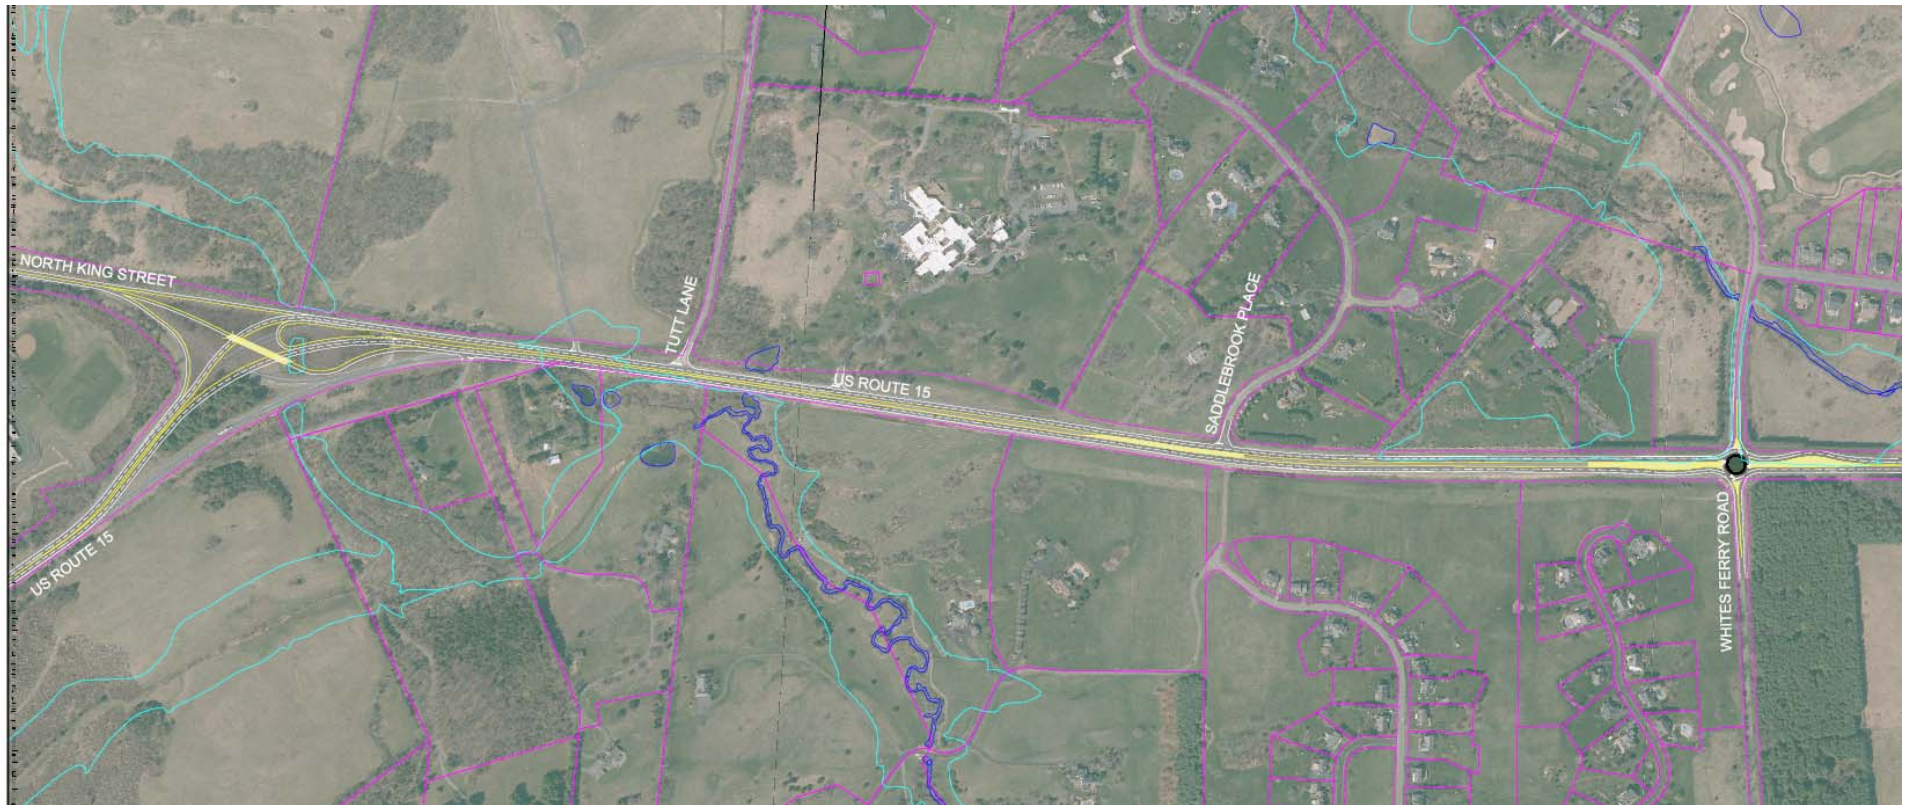 NORTH KING STREET
TUTT LANE
US ROUTE 15
SADDLEBROOK PLACE
US ROUTE 15
WHITES FERRY ROAD